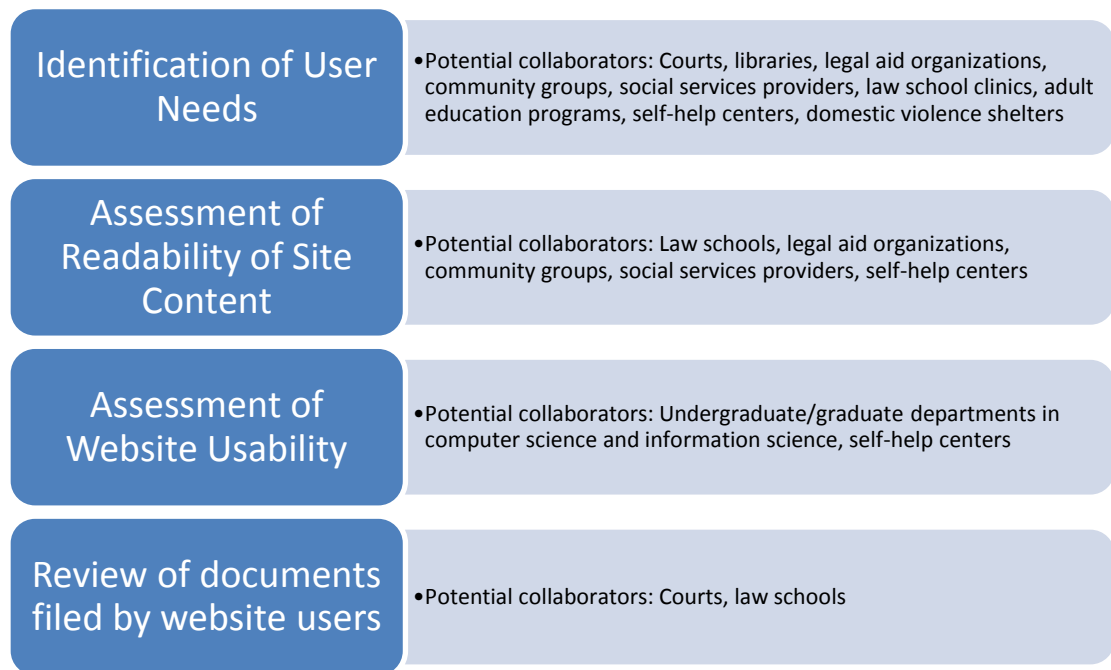 Identification of User
Needs
•Potential collaborators: Courts, libraries, legal aid organizations,
community groups, social services providers, law school clinics, adult
education programs, self-help centers, domestic violence shelters
Assessment of
Readability of Site
Content
•Potential collaborators: Law schools, legal aid organizations,
community groups, social services providers, self-help centers
Assessment of
Website Usability
•Potential collaborators: Undergraduate/graduate departments in
computer science and information science, self-help centers
Review of documents
filed by website users
•Potential collaborators: Courts, law schools